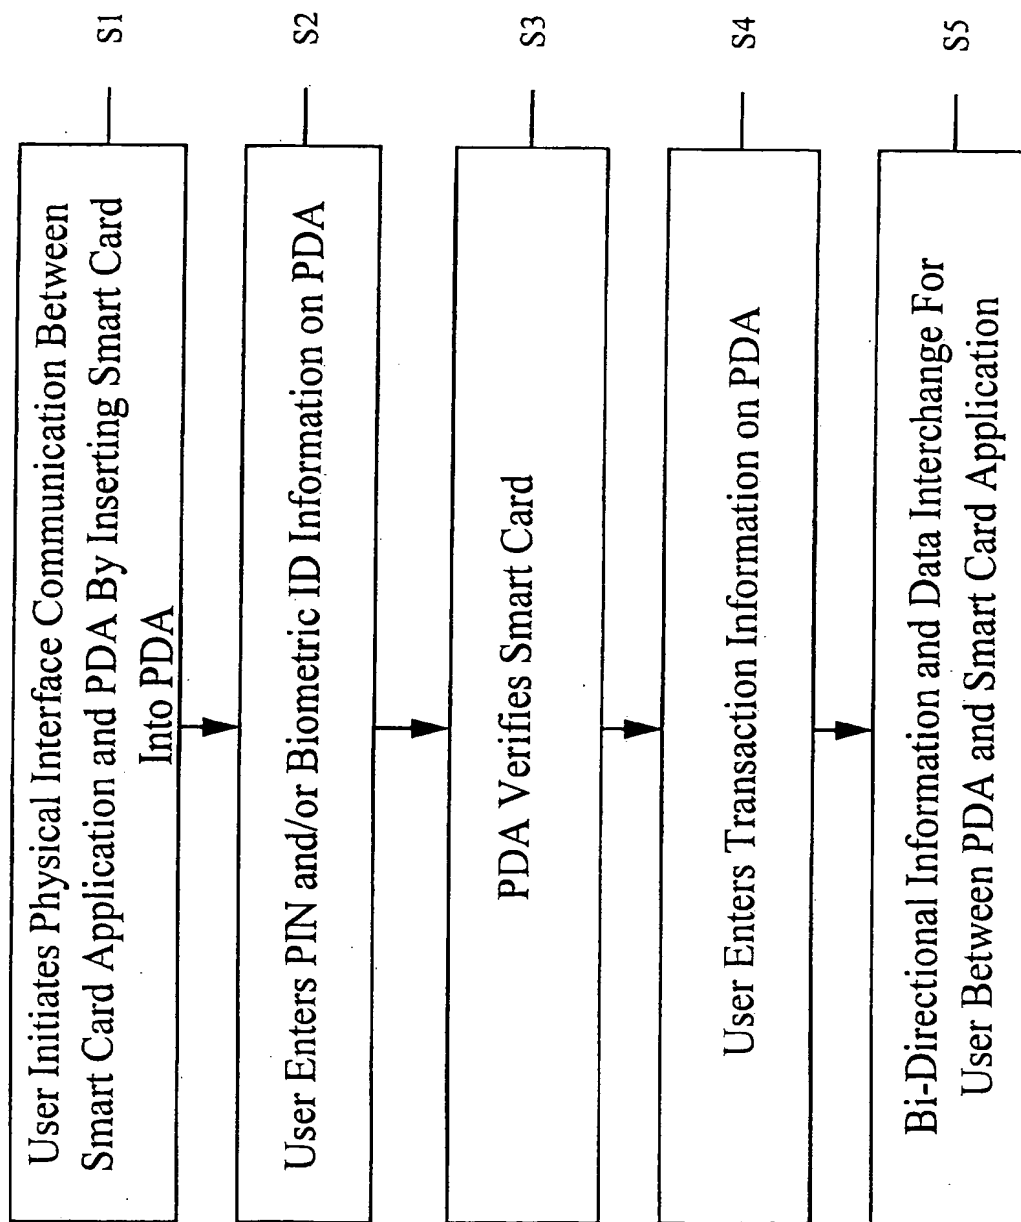 User Initiates Physical Interface Communication Between
Smart Card Application and PDA By Inserting Smart Card
Into PDA
S1
User Enters PIN and/or Biometric ID Information on PDA
S2
PDA Verifies Smart Card
S3
User Enters Transaction Information on PDA
S4
Bi-Directional Information and Data Interchange For
User Between PDA and Smart Card Application
S5